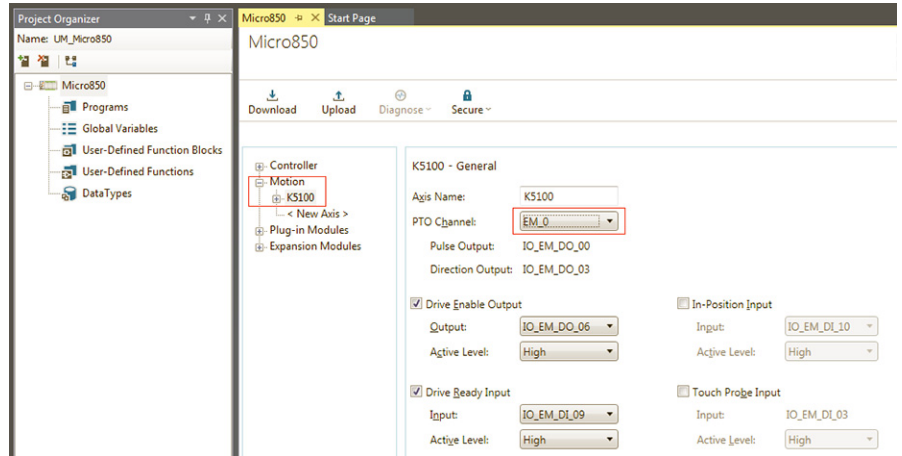 Project Organizer
Name: UM_Micro850
Micro850
Programs
Global Variables
User-Defined Function Blocks
User-Defined Functions
DataTypes
Micro850 Start Page
Micro850
Download Upload Diagnose Secure
Controller
Motion
K5100
< New Axis >
Plug-in Modules
Expansion Modules
K5100 - General
Axis Name: K5100
PTO Channel: EM_0
Pulse Output: IO_EM_DO_00
Direction Output: IO_EM_DO_03
Drive Enable Output
Output: IO_EM_DO_06
Active Level: High
In-Position Input
Input: IO_EM_DI_10
Active Level: High
Drive Ready Input
Input: IO_EM_DI_09
Active Level: High
Touch Probe Input
Input: IO_EM_DI_03
Active Level: High